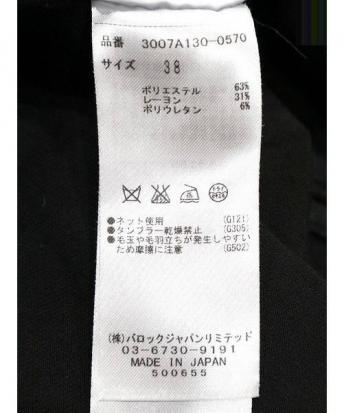 品番 3007A130-0570
サイズ 38
ポリエステル 63%
レーヨン 31%
ポリウレタン 6%
●ネット使用 (G121)
●タンブラー乾燥禁止 (G305)
●毛玉や毛羽立ちが発生しやすい
ため摩擦に注意 (G502)
(株)バロックジャパンリミテッド
03-6730-9191
MADE IN JAPAN
500655